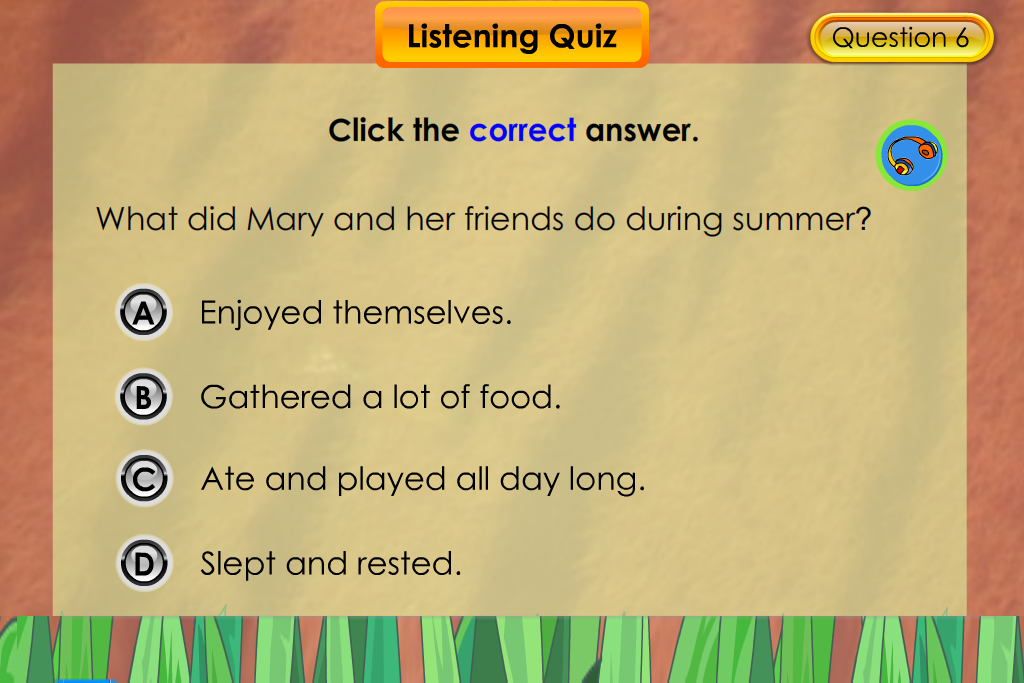 Listening Quiz
Question 6
Click the correct answer.
What did Mary and her friends do during summer?
A Enjoyed themselves.
B Gathered a lot of food.
C Ate and played all day long.
D Slept and rested.